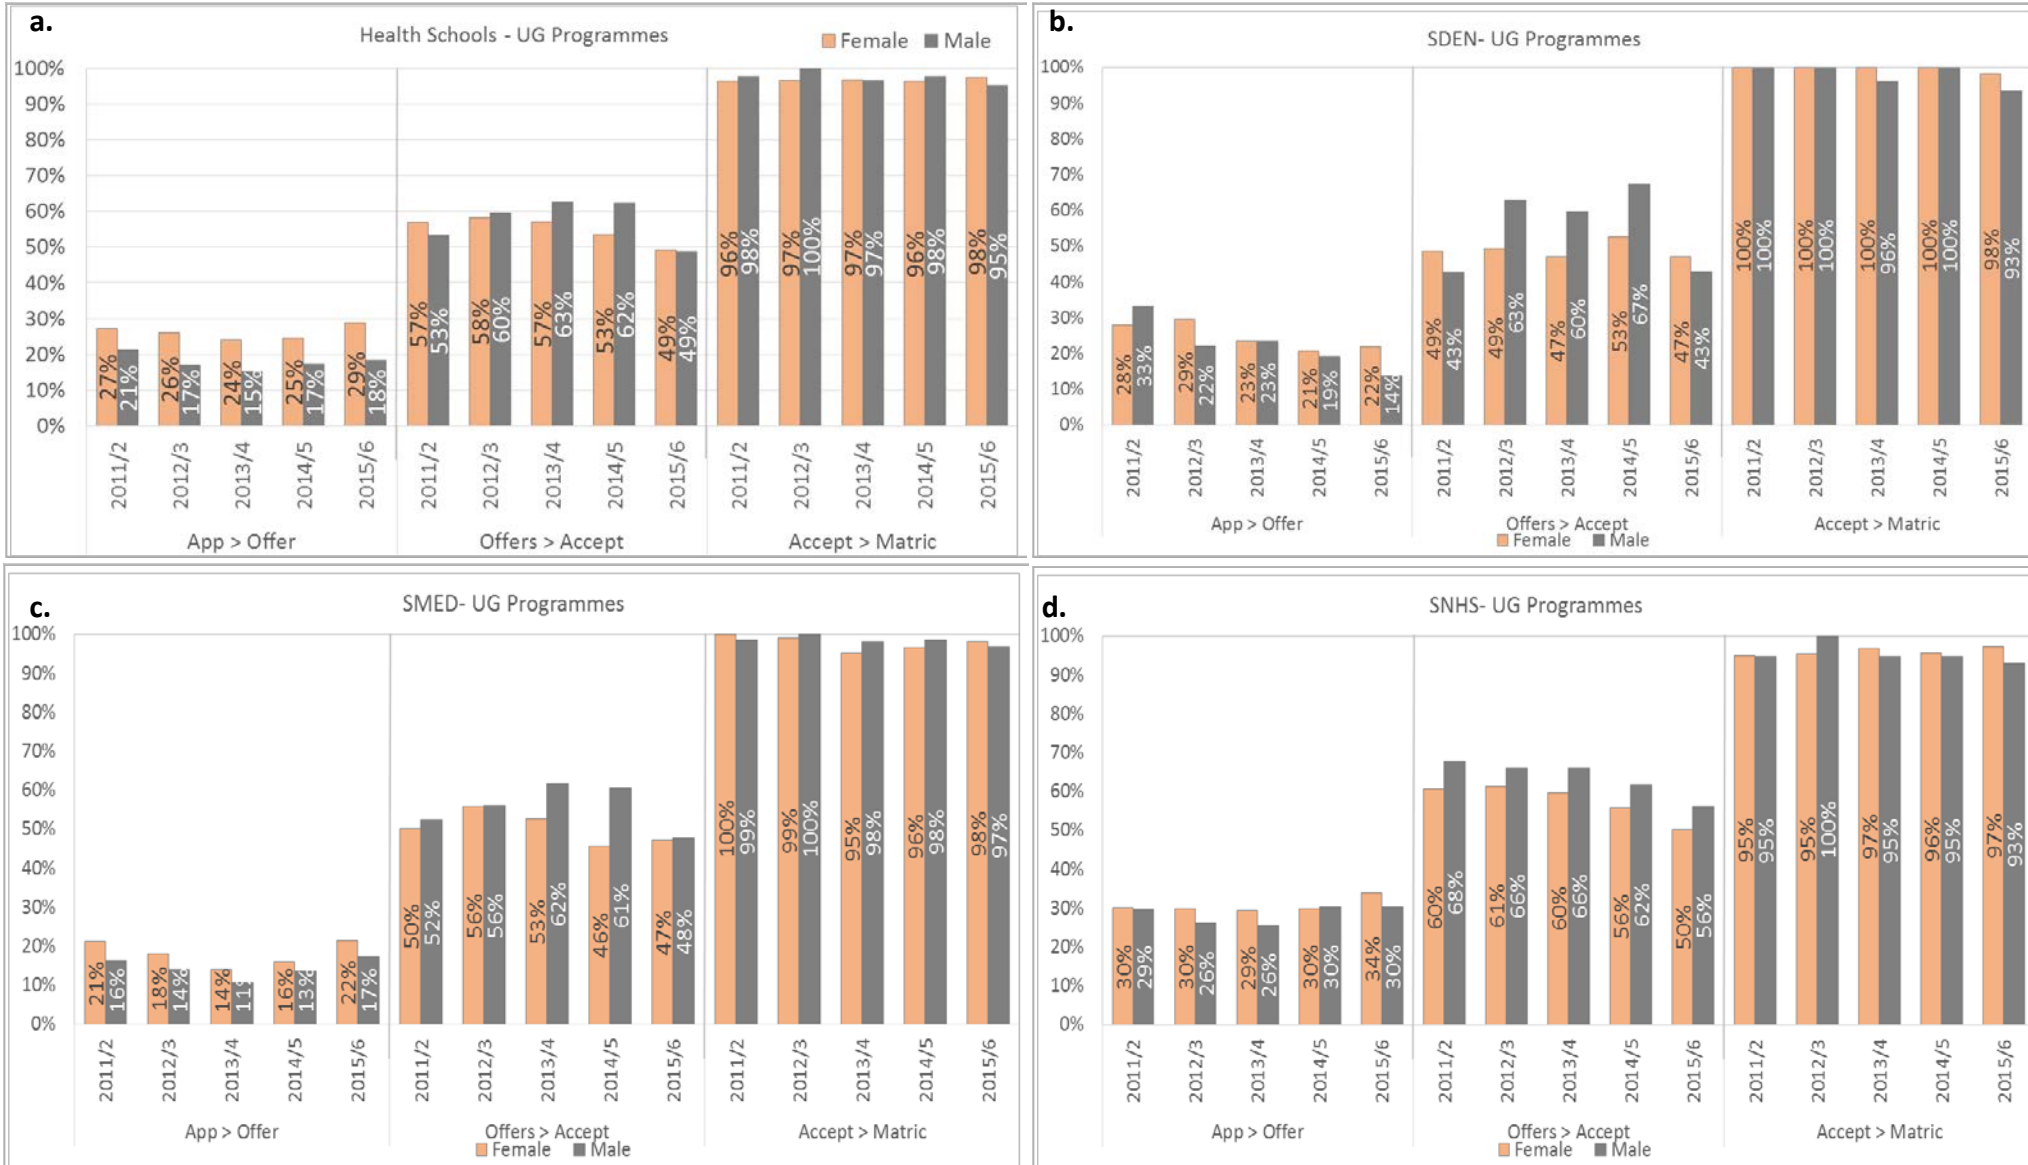 a.
Health Schools - UG Programmes
Female Male
100%
90%
80%
70%
60%
50%
40%
30%
20%
10%
0%
27% 21% 26% 17% 24% 15% 25% 17% 29% 18%
57% 53% 58% 60% 57% 63% 53% 62% 49% 49%
96% 98% 97% 100% 97% 97% 96% 98% 98% 95%
2011/2 2012/3 2013/4 2014/5 2015/6 2011/2 2012/3 2013/4 2014/5 2015/6 2011/2 2012/3 2013/4 2014/5 2015/6
App > Offer Offers > Accept Accept > Matric
b.
SDEN- UG Programmes
100%
90%
80%
70%
60%
50%
40%
30%
20%
10%
0%
28% 33% 29% 22% 23% 23% 21% 19% 22% 14%
49% 43% 49% 63% 47% 60% 53% 67% 47% 43%
100% 100% 100% 100% 100% 96% 100% 100% 98% 93%
2011/2 2012/3 2013/4 2014/5 2015/6 2011/2 2012/3 2013/4 2014/5 2015/6 2011/2 2012/3 2013/4 2014/5 2015/6
App > Offer Offers > Accept Accept > Matric
Female Male
c.
SMED- UG Programmes
100%
90%
80%
70%
60%
50%
40%
30%
20%
10%
0%
21% 16% 18% 14% 14% 11% 16% 13% 22% 17%
50% 52% 56% 56% 53% 62% 46% 61% 47% 48%
100% 99% 99% 100% 95% 98% 96% 98% 98% 97%
2011/2 2012/3 2013/4 2014/5 2015/6 2011/2 2012/3 2013/4 2014/5 2015/6 2011/2 2012/3 2013/4 2014/5 2015/6
App > Offer Offers > Accept Accept > Matric
Female Male
d.
SNHS- UG Programmes
100%
90%
80%
70%
60%
50%
40%
30%
20%
10%
0%
30% 29% 30% 26% 29% 26% 30% 30% 34% 30%
60% 68% 61% 66% 60% 66% 56% 62% 50% 56%
95% 95% 95% 100% 97% 95% 96% 95% 97% 93%
2011/2 2012/3 2013/4 2014/5 2015/6 2011/2 2012/3 2013/4 2014/5 2015/6 2011/2 2012/3 2013/4 2014/5 2015/6
App > Offer Offers > Accept Accept > Matric
Female Male